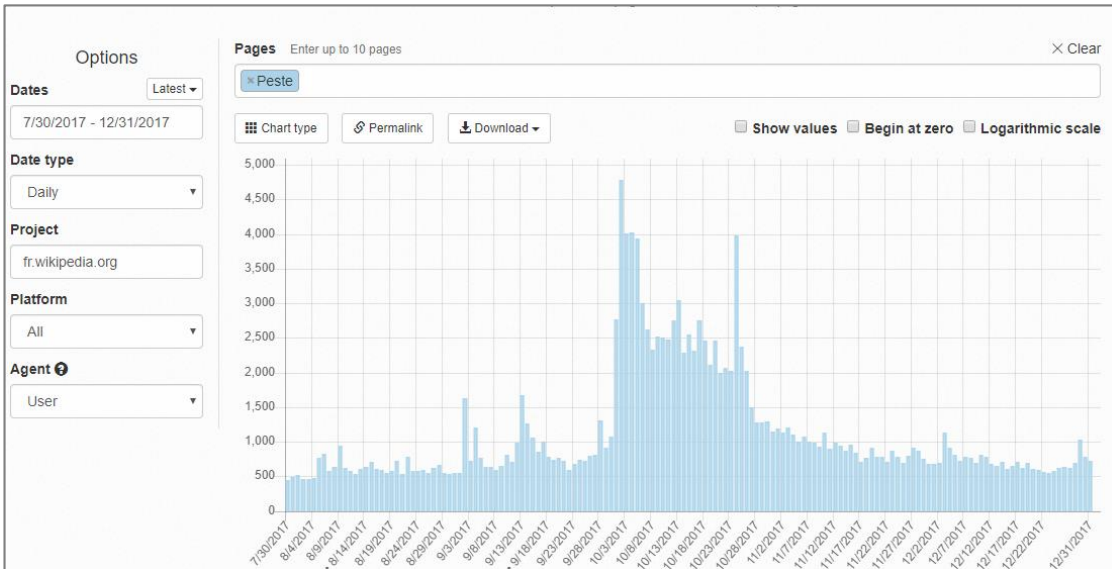 Options
Dates
Latest
7/30/2017 - 12/31/2017
Date type
Daily
Project
fr.wikipedia.org
Platform
All
Agent ?
User
Pages Enter up to 10 pages
× Clear
× Peste
Chart type Permalink Download
Show values Begin at zero Logarithmic scale
5,000
4,500
4,000
3,500
3,000
2,500
2,000
1,500
1,000
500
0
7/30/2017 8/4/2017 8/9/2017 8/14/2017 8/19/2017 8/24/2017 8/29/2017 9/3/2017 9/8/2017 9/13/2017 9/18/2017 9/23/2017 9/28/2017 10/3/2017 10/8/2017 10/13/2017 10/18/2017 10/23/2017 10/28/2017 11/2/2017 11/7/2017 11/12/2017 11/17/2017 11/22/2017 11/27/2017 12/2/2017 12/7/2017 12/12/2017 12/17/2017 12/22/2017 12/31/2017